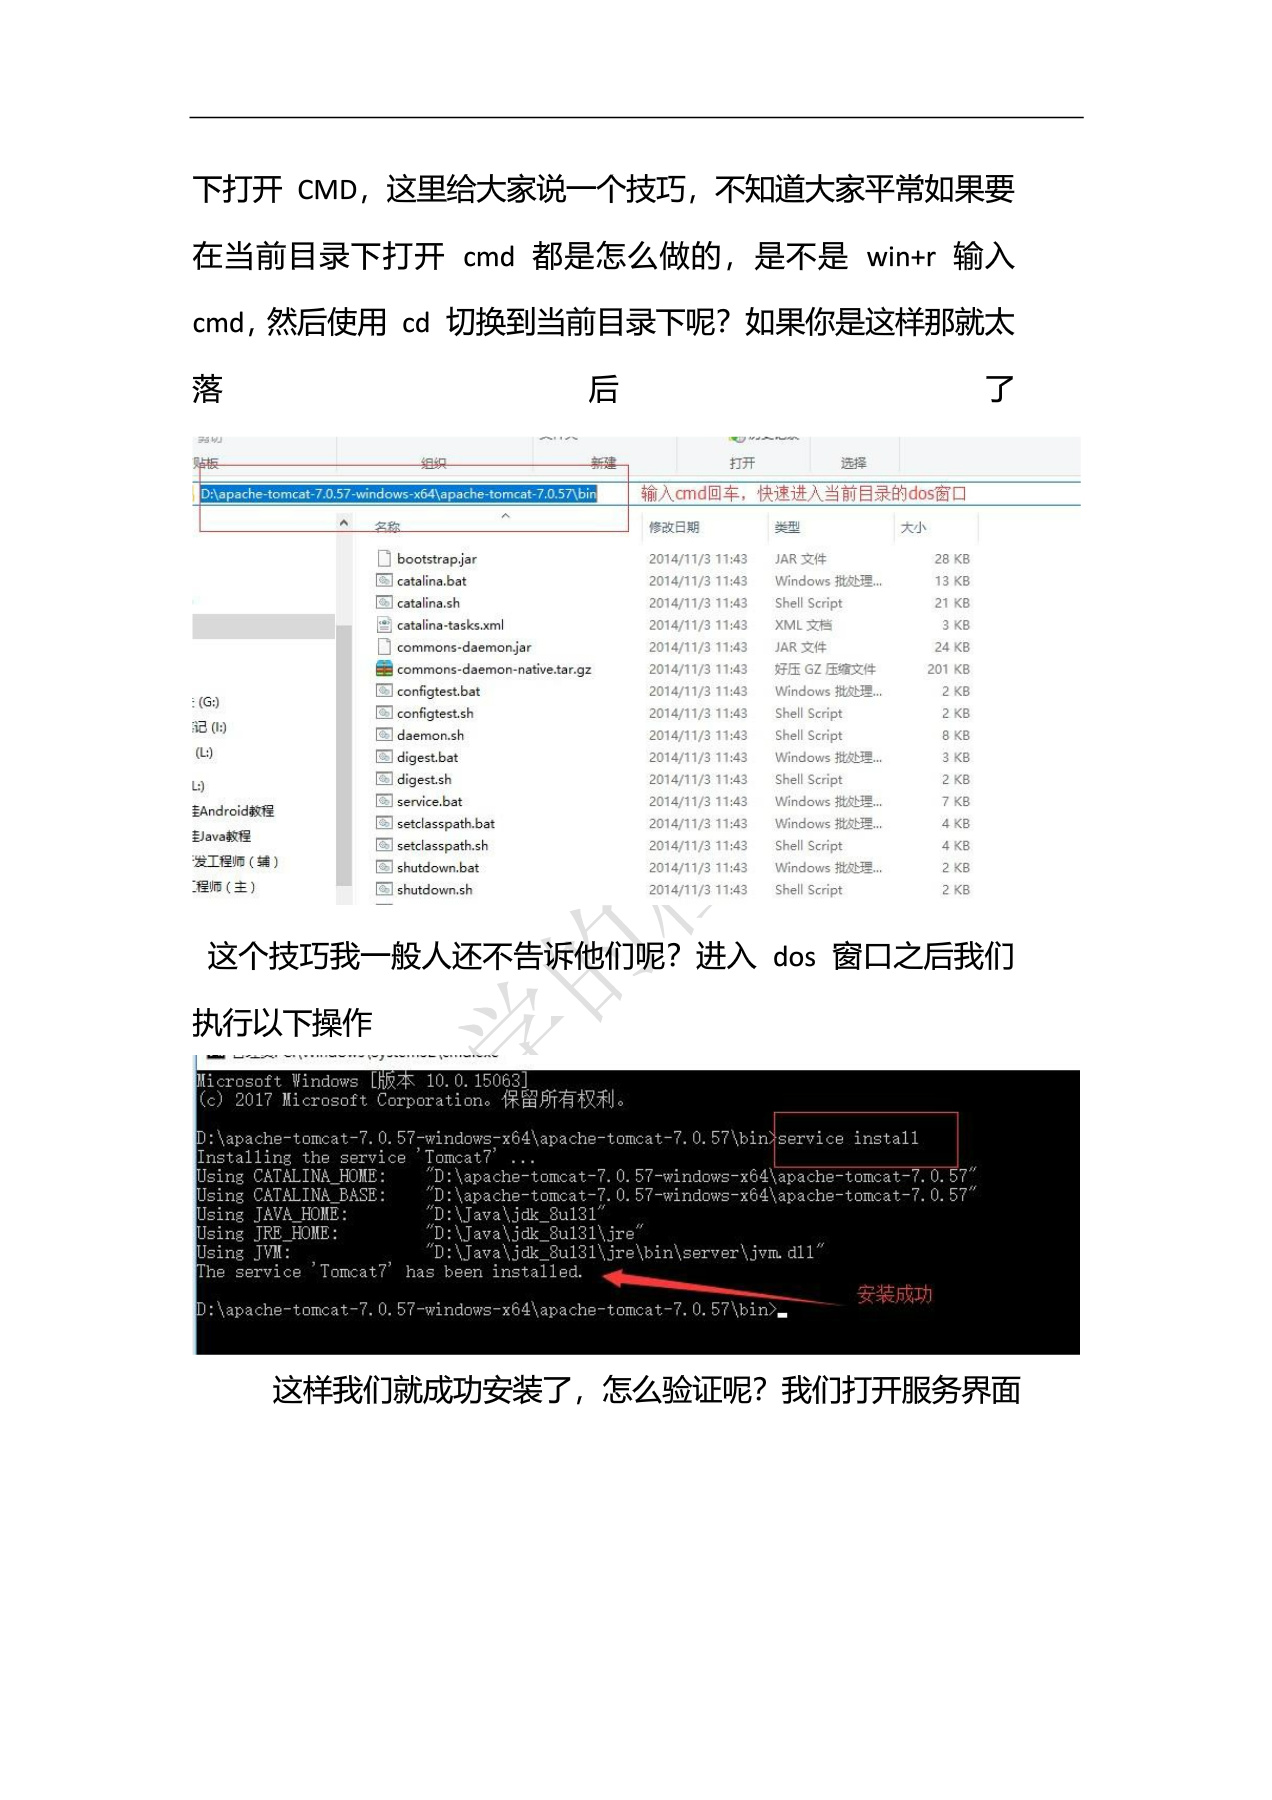 下打开 CMD，这里给大家说一个技巧，不知道大家平常如果要
在当前目录下打开 cmd 都是怎么做的，是不是 win+r 输入
cmd，然后使用 cd 切换到当前目录下呢？如果你是这样那就太
落后了
贴板 组织 新建 打开 选择
D:\apache-tomcat-7.0.57-windows-x64\apache-tomcat-7.0.57\bin 输入cmd回车，快速进入当前目录的dos窗口
名称 修改日期 类型 大小
bootstrap.jar 2014/11/3 11:43 JAR 文件 28 KB
catalina.bat 2014/11/3 11:43 Windows 批处理... 13 KB
catalina.sh 2014/11/3 11:43 Shell Script 21 KB
catalina-tasks.xml 2014/11/3 11:43 XML 文档 3 KB
commons-daemon.jar 2014/11/3 11:43 JAR 文件 24 KB
commons-daemon-native.tar.gz 2014/11/3 11:43 好压 GZ 压缩文件 201 KB
configtest.bat 2014/11/3 11:43 Windows 批处理... 2 KB
(G:)
configtest.sh 2014/11/3 11:43 Shell Script 2 KB
记 (I:)
daemon.sh 2014/11/3 11:43 Shell Script 8 KB
(L:)
digest.bat 2014/11/3 11:43 Windows 批处理... 3 KB
digest.sh 2014/11/3 11:43 Shell Script 2 KB
L:)
service.bat 2014/11/3 11:43 Windows 批处理... 7 KB
Android教程
setclasspath.bat 2014/11/3 11:43 Windows 批处理... 4 KB
Java教程
setclasspath.sh 2014/11/3 11:43 Shell Script 4 KB
发工程师（辅）
shutdown.bat 2014/11/3 11:43 Windows 批处理... 2 KB
工程师（主）
shutdown.sh 2014/11/3 11:43 Shell Script 2 KB
这个技巧我一般人还不告诉他们呢？进入 dos 窗口之后我们
执行以下操作
学的
Microsoft Windows [版本 10.0.15063]
(c) 2017 Microsoft Corporation。保留所有权利。
D:\apache-tomcat-7.0.57-windows-x64\apache-tomcat-7.0.57\bin>service install
Installing the service 'Tomcat7' ...
Using CATALINA_HOME: "D:\apache-tomcat-7.0.57-windows-x64\apache-tomcat-7.0.57"
Using CATALINA_BASE: "D:\apache-tomcat-7.0.57-windows-x64\apache-tomcat-7.0.57"
Using JAVA_HOME: "D:\Java\jdk_8u131"
Using JRE_HOME: "D:\Java\jdk_8u131\jre"
Using JVM: "D:\Java\jdk_8u131\jre\bin\server\jvm.dll"
The service 'Tomcat7' has been installed.
安装成功
D:\apache-tomcat-7.0.57-windows-x64\apache-tomcat-7.0.57\bin>
这样我们就成功安装了，怎么验证呢？我们打开服务界面